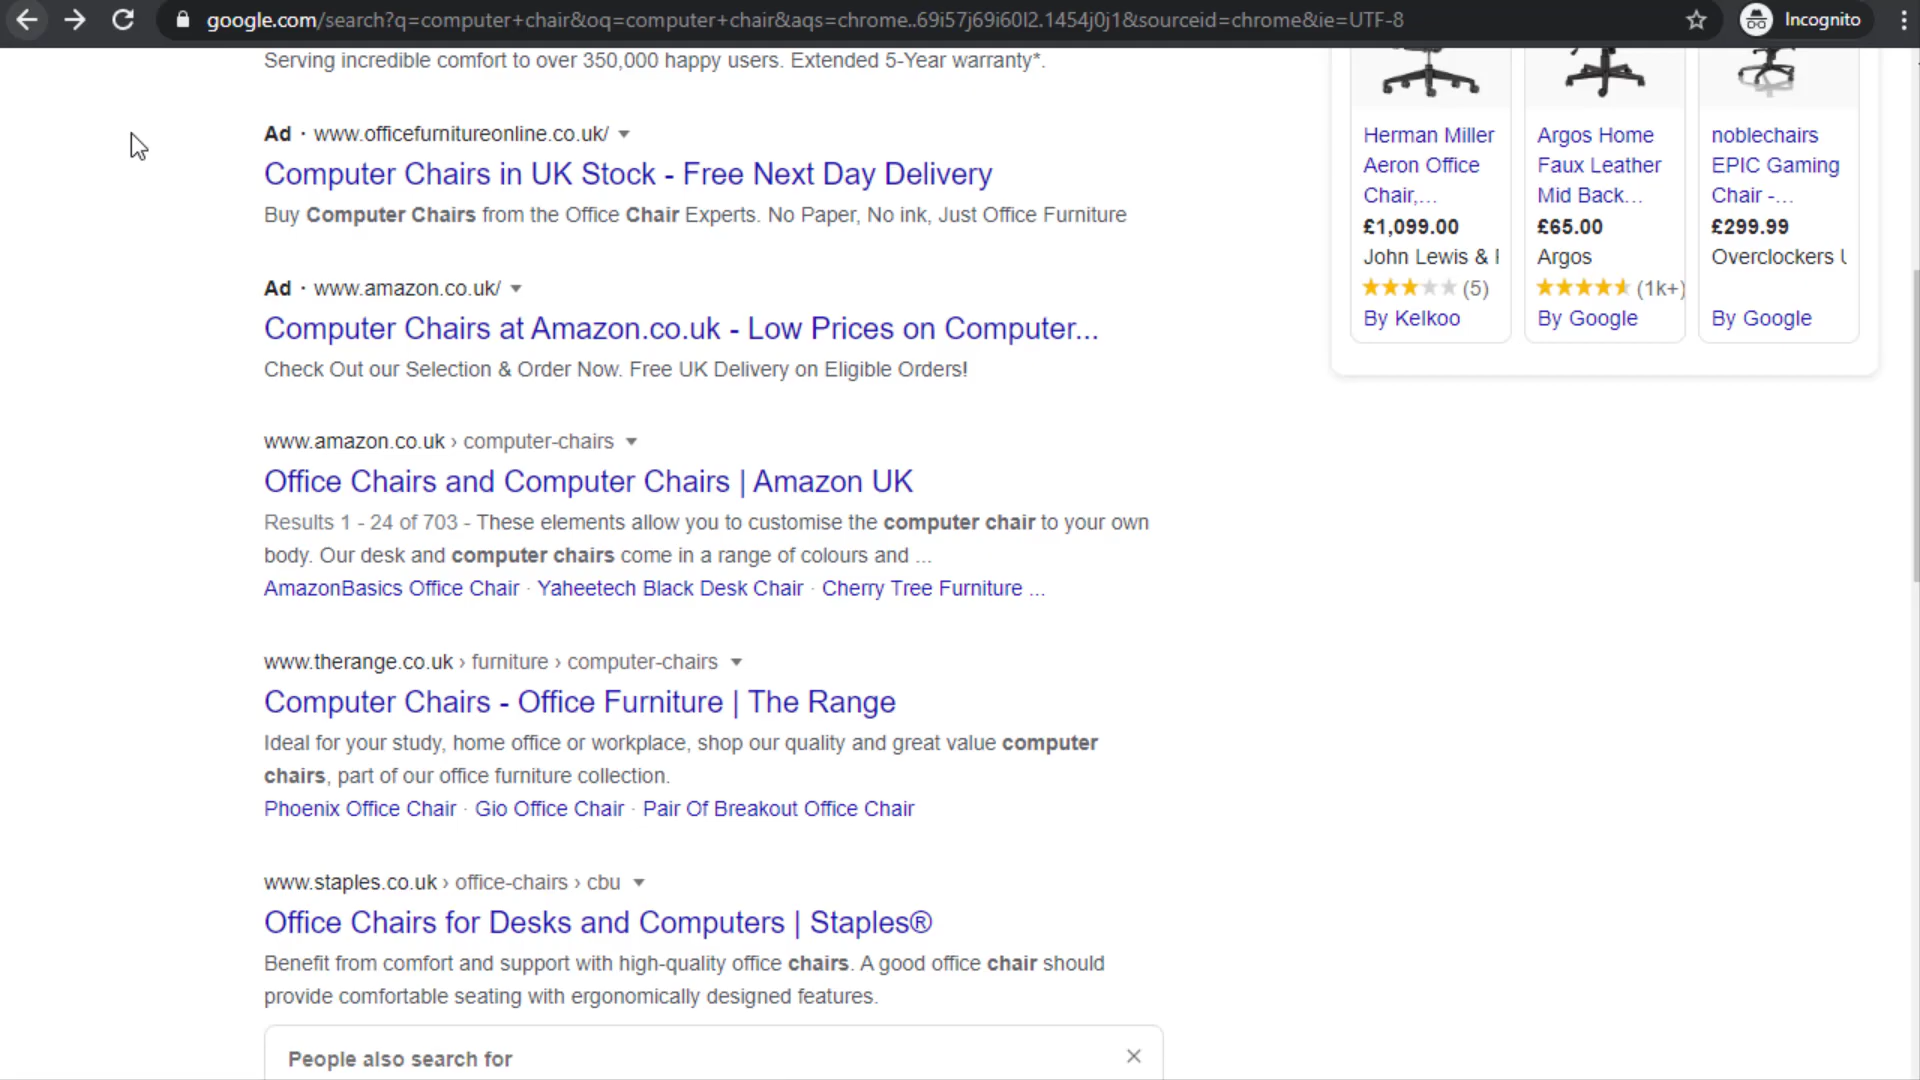 google.com/search?q=computer+chair&oq=computer+chair&aqs=chrome..69i57j69i60l2.1454j0j1&sourceid=chrome&ie=UTF-8
Incognito
Serving incredible comfort to over 350,000 happy users. Extended 5-Year warranty*.
Ad · www.officefurnitureonline.co.uk/
Computer Chairs in UK Stock - Free Next Day Delivery
Buy Computer Chairs from the Office Chair Experts. No Paper, No ink, Just Office Furniture
Ad · www.amazon.co.uk/
Computer Chairs at Amazon.co.uk - Low Prices on Computer...
Check Out our Selection & Order Now. Free UK Delivery on Eligible Orders!
www.amazon.co.uk › computer-chairs
Office Chairs and Computer Chairs | Amazon UK
Results 1 - 24 of 703 - These elements allow you to customise the computer chair to your own
body. Our desk and computer chairs come in a range of colours and ...
AmazonBasics Office Chair · Yaheetech Black Desk Chair · Cherry Tree Furniture ...
www.therange.co.uk › furniture › computer-chairs
Computer Chairs - Office Furniture | The Range
Ideal for your study, home office or workplace, shop our quality and great value computer
chairs, part of our office furniture collection.
Phoenix Office Chair · Gio Office Chair · Pair Of Breakout Office Chair
www.staples.co.uk › office-chairs › cbu
Office Chairs for Desks and Computers | Staples®
Benefit from comfort and support with high-quality office chairs. A good office chair should
provide comfortable seating with ergonomically designed features.
People also search for
Herman Miller
Aeron Office
Chair,...
£1,099.00
John Lewis &
(5)
By Kelkoo
Argos Home
Faux Leather
Mid Back...
£65.00
Argos
(1k+)
By Google
noblechairs
EPIC Gaming
Chair -...
£299.99
Overclockers
By Google